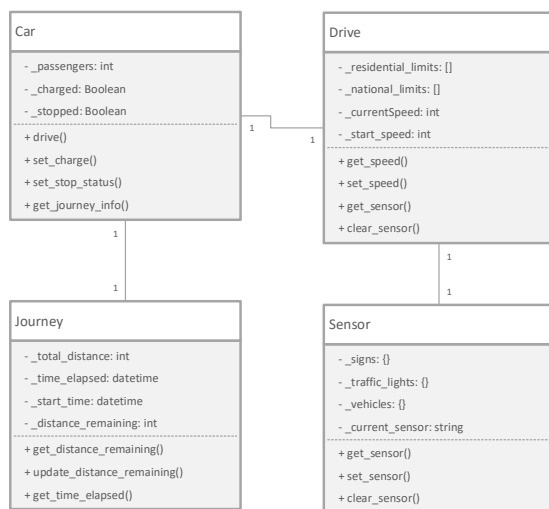 Car
- _passengers: int
- _charged: Boolean
- _stopped: Boolean
+ drive()
+ set_charge()
+ set_stop_status()
+ get_journey_info()
1
1
Drive
- _residential_limits: []
- _national_limits: []
- _currentSpeed: int
- _start_speed: int
+ get_speed()
+ set_speed()
+ get_sensor()
+ clear_sensor()
1
1
1
1
Journey
- _total_distance: int
- _time_elapsed: datetime
- _start_time: datetime
- _distance_remaining: int
+ get_distance_remaining()
+ update_distance_remaining()
+ get_time_elapsed()
Sensor
- _signs: {}
- _traffic_lights: {}
- _vehicles: {}
- _current_sensor: string
+ get_sensor()
+ set_sensor()
+ clear_sensor()